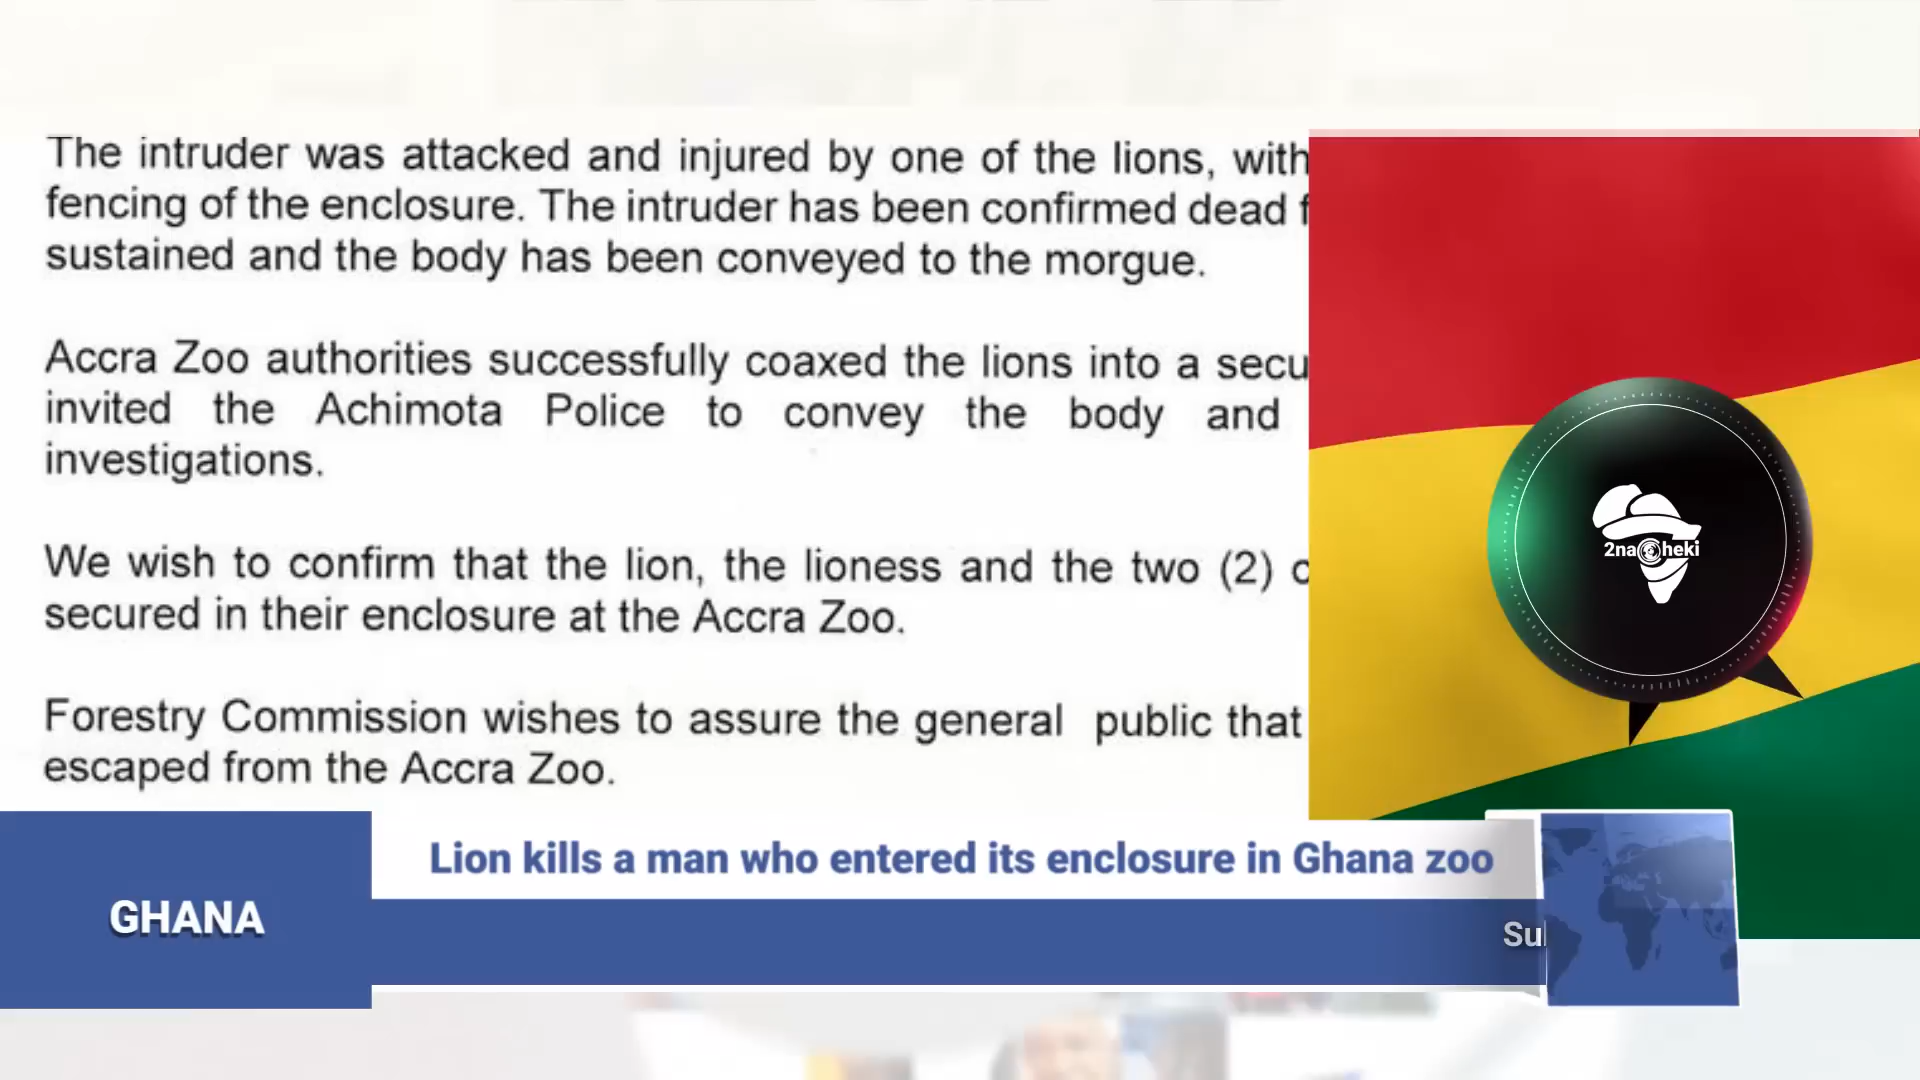 The intruder was attacked and injured by one of the lions, with
fencing of the enclosure. The intruder has been confirmed dead
sustained and the body has been conveyed to the morgue.
Accra Zoo authorities successfully coaxed the lions into a
invited the Achimota Police to convey the body and
investigations.
We wish to confirm that the lion, the lioness and the two (2)
secured in their enclosure at the Accra Zoo.
Forestry Commission wishes to assure the general public that
escaped from the Accra Zoo.
2nacheki
Lion kills a man who entered its enclosure in Ghana zoo
GHANA